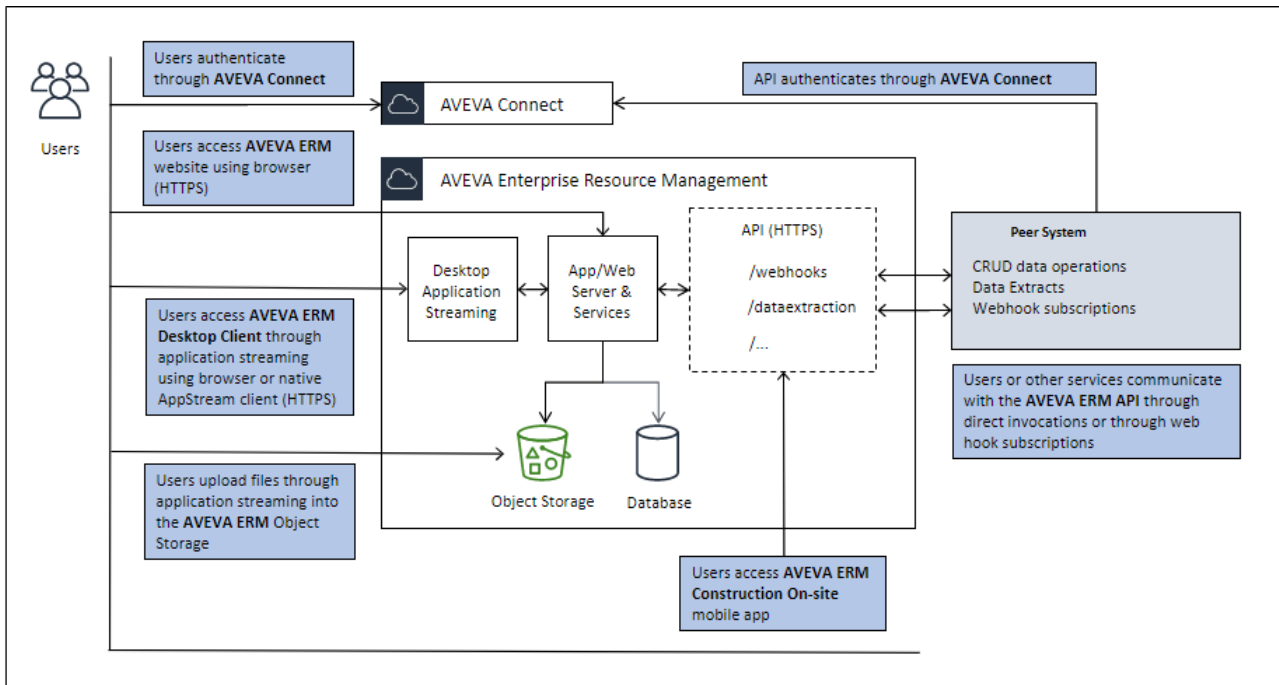 Users authenticate
through AVEVA Connect
API authenticates through AVEVA Connect
AVEVA Connect
Users
Users access AVEVA ERM
website using browser
(HTTPS)
AVEVA Enterprise Resource Management
Desktop
Application
Streaming
App/Web
Server &
Services
API (HTTPS)
/webhooks
/dataextraction
/...
Peer System
CRUD data operations
Data Extracts
Webhook subscriptions
Users access AVEVA ERM
Desktop Client through
application streaming
using browser or native
AppStream client (HTTPS)
Users or other services communicate
with the AVEVA ERM API through
direct invocations or through web
hook subscriptions
Users upload files through
application streaming into
the AVEVA ERM Object
Storage
Object Storage
Database
Users access AVEVA ERM
Construction On-site
mobile app